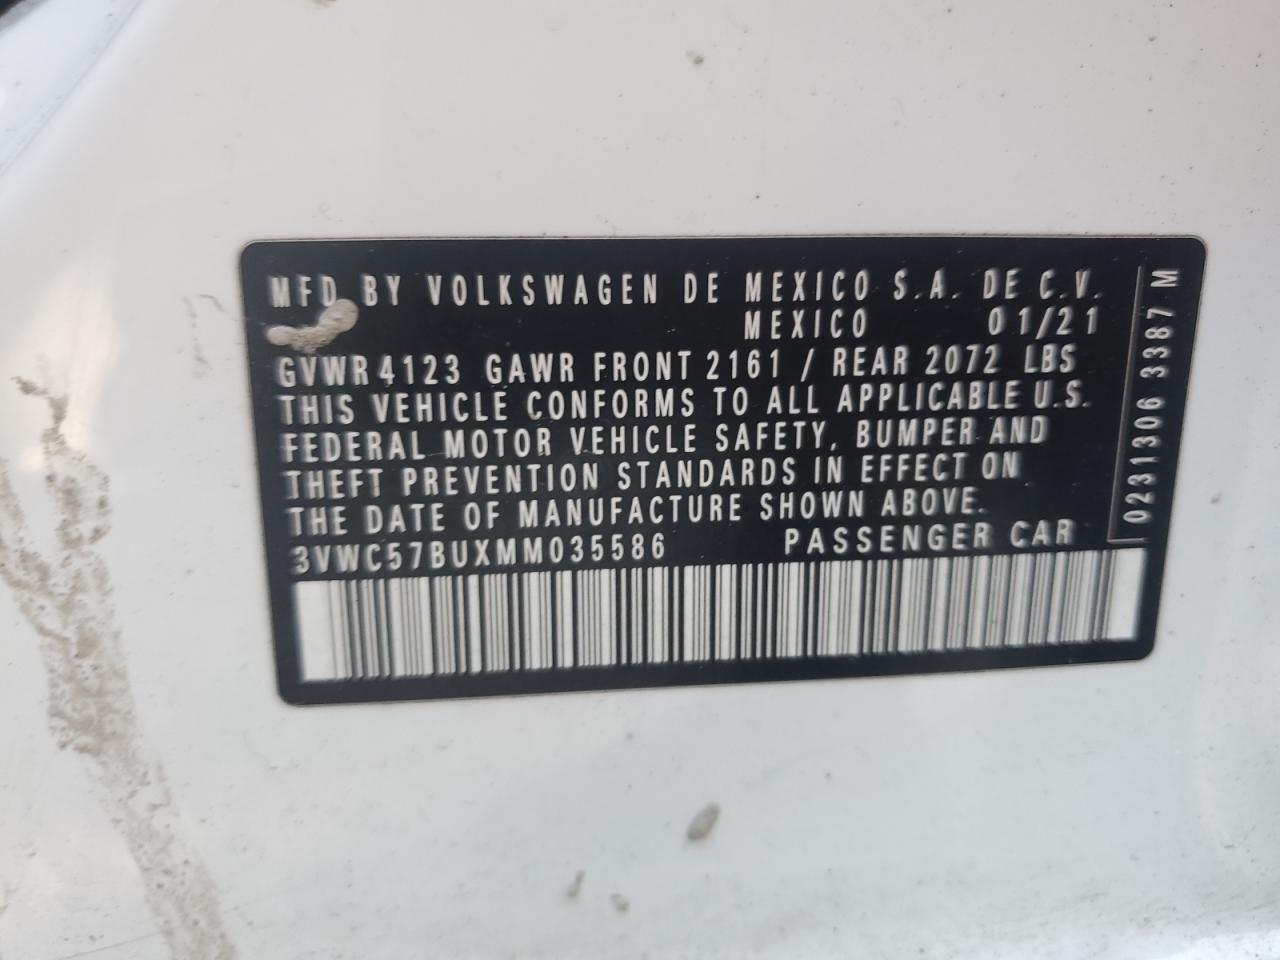 MFD BY VOLKSWAGEN DE MEXICO S.A. DE C.V.
MEXICO 01/21
GVWR 4123 GAWR FRONT 2161 / REAR 2072 LBS
THIS VEHICLE CONFORMS TO ALL APPLICABLE U.S.
FEDERAL MOTOR VEHICLE SAFETY, BUMPER AND
THEFT PREVENTION STANDARDS IN EFFECT ON
THE DATE OF MANUFACTURE SHOWN ABOVE.
3VWC57BUXMM035586 PASSENGER CAR
0231306 3387 M